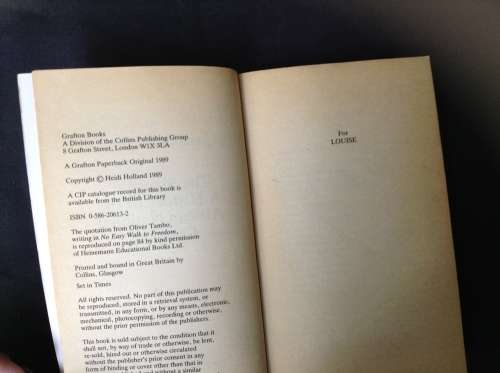 Grafton Books
A Division of the Collins Publishing Group
8 Grafton Street, London W1X 3LA
A Grafton Paperback Original 1989
Copyright © Heidi Holland 1989
A CIP catalogue record for this book is
available from the British Library
ISBN 0-586-20613-2
The quotation from Oliver Tambo,
writing in No Easy Walk to Freedom,
is reproduced on page 84 by kind permission
of Heinemann Educational Books Ltd.
Printed and bound in Great Britain by
Collins, Glasgow
Set in Times
All rights reserved. No part of this publication may
be reproduced, stored in a retrieval system, or
transmitted, in any form, or by any means, electronic,
mechanical, photocopying, recording or otherwise,
without the prior permission of the publishers.
This book is sold subject to the condition that it
shall not, by way of trade or otherwise, be lent,
re-sold, hired out or otherwise circulated
without the publisher's prior consent in any
form of binding or cover other than that in
For
LOUISE